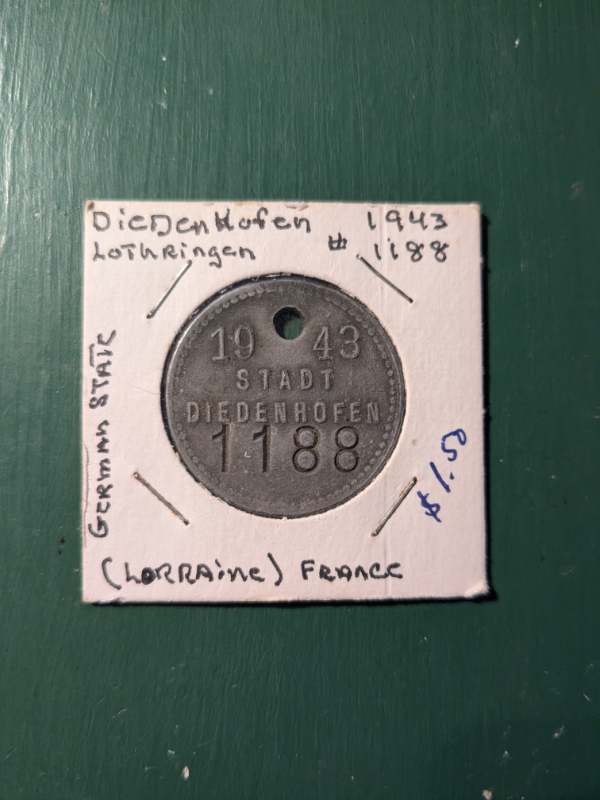 DieDenHofen 1943
LothRingen # 1188
GERMAN STATE
19 43
STADT
DIEDENHOFEN
1188
$1.50
(LORRAine) FRANCE